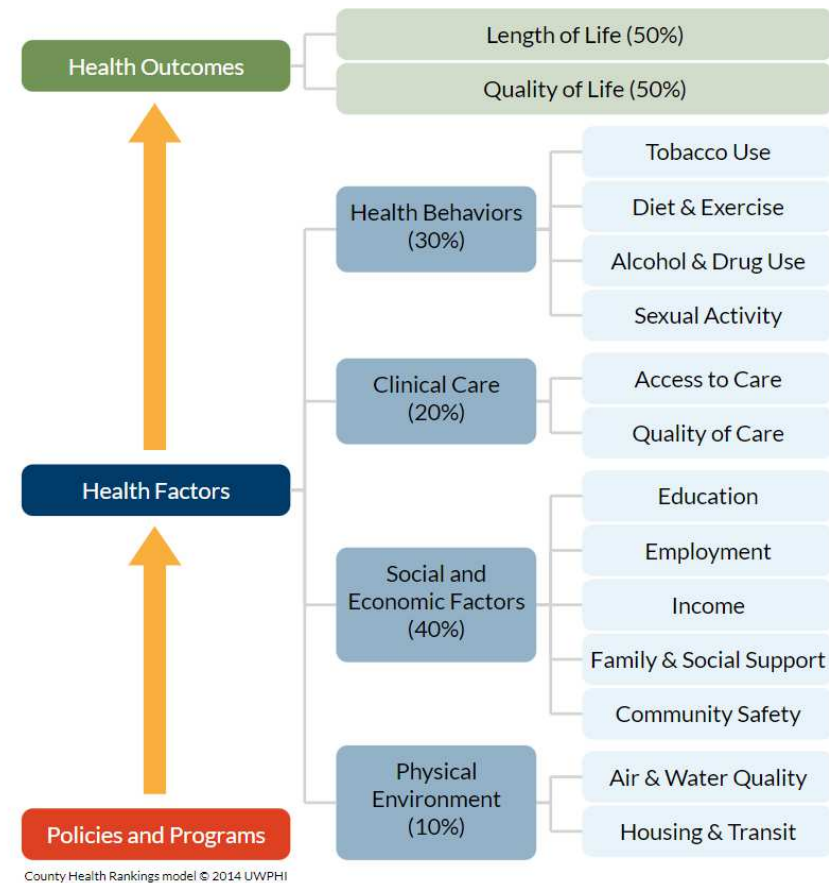 Health Outcomes
Length of Life (50%)
Quality of Life (50%)
Health Factors
Health Behaviors
(30%)
Tobacco Use
Diet & Exercise
Alcohol & Drug Use
Sexual Activity
Clinical Care
(20%)
Access to Care
Quality of Care
Social and
Economic Factors
(40%)
Education
Employment
Income
Family & Social Support
Community Safety
Physical
Environment
(10%)
Air & Water Quality
Housing & Transit
Policies and Programs
County Health Rankings model © 2014 UWPHI